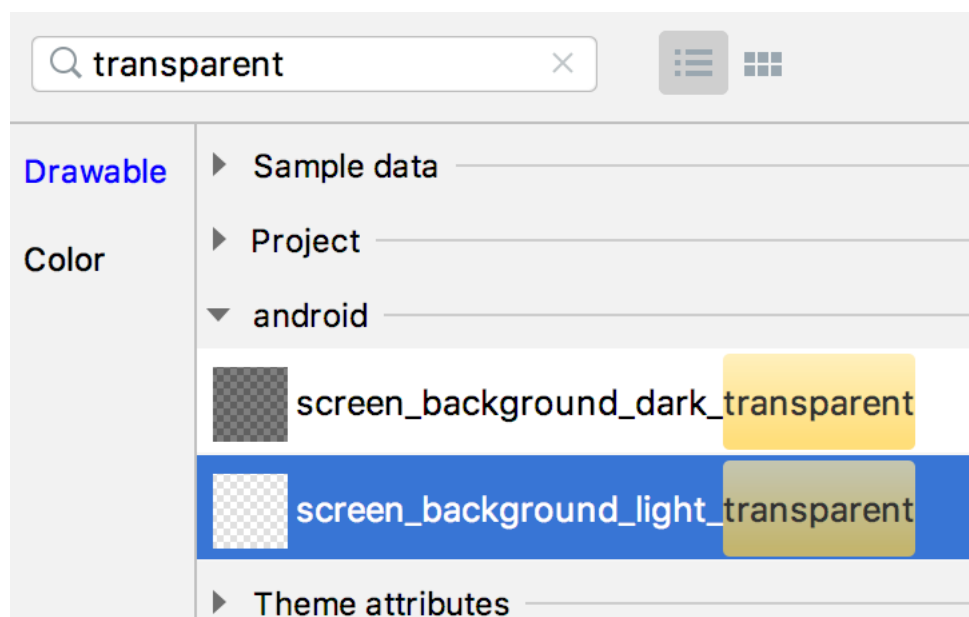 transparent
Drawable
Color
Sample data
Project
android
screen_background_dark_transparent
screen_background_light_transparent
Theme attributes